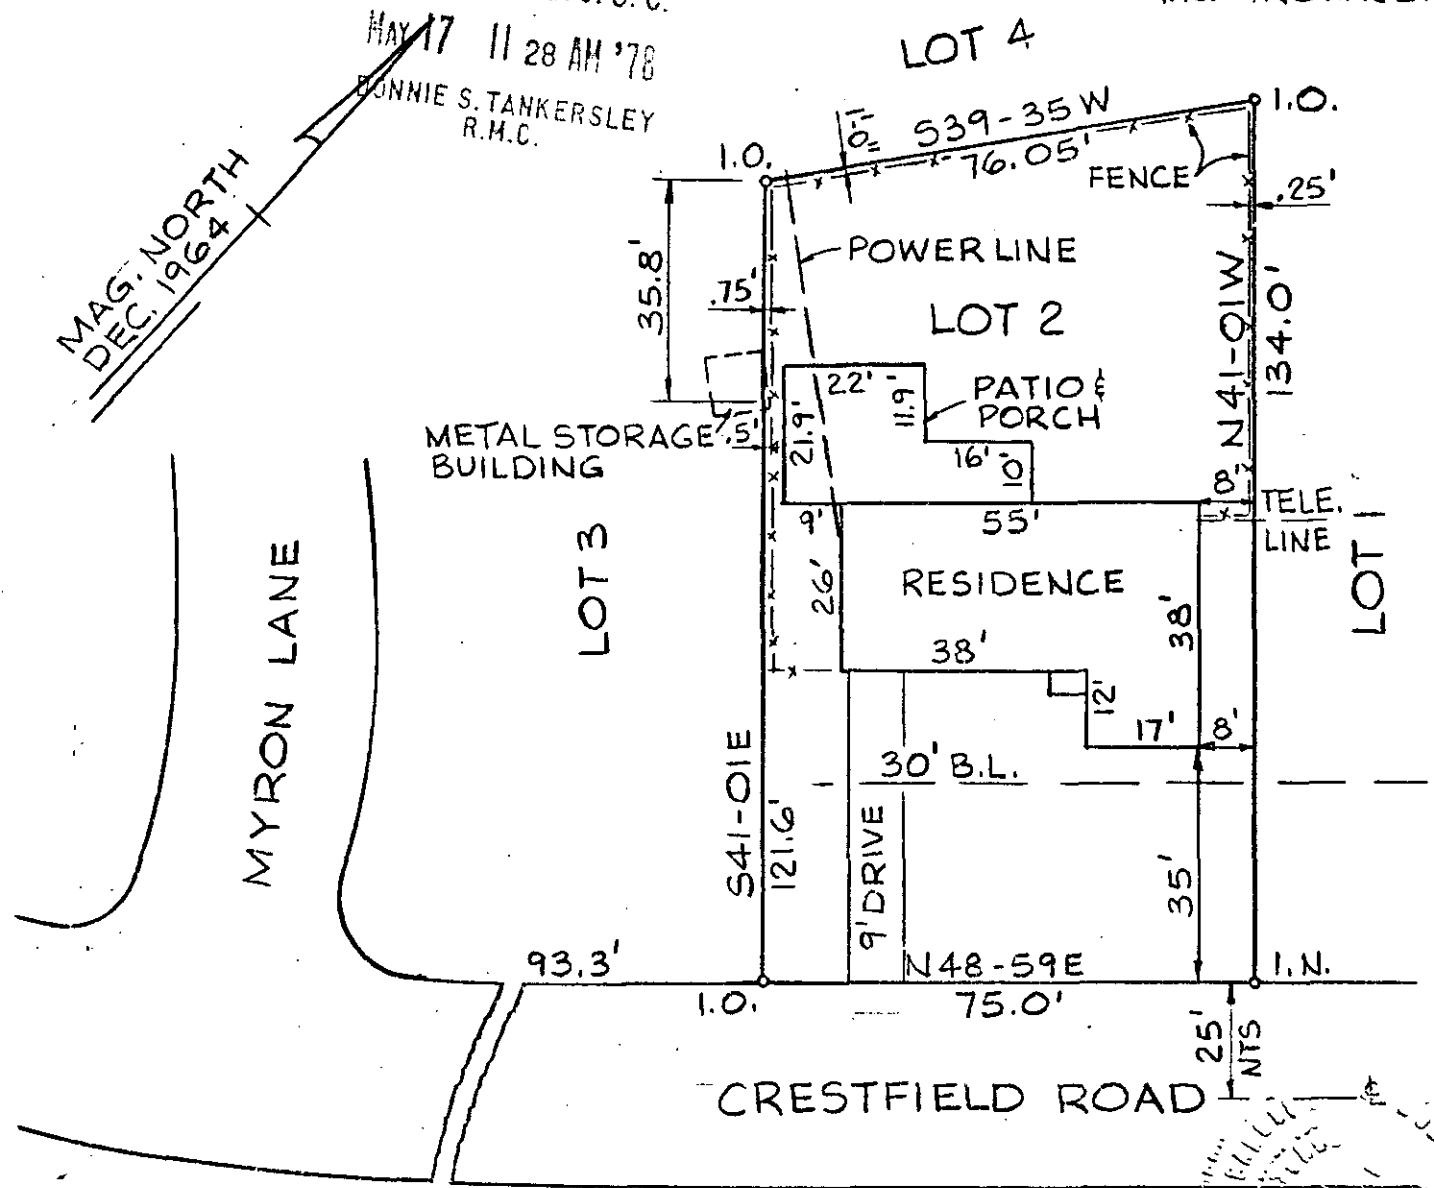 MAY 17 11 28 AM '78
DONNIE S. TANKERSLEY
R.M.C.
LOT 4
MAG. NORTH
DEC. 1964
I.O.
S39-35W
76.05'
I.O.
FENCE
.25'
35.8'
.75'
POWER LINE
LOT 2
N41-01W
134.0'
22'
11.9
PATIO &
PORCH
METAL STORAGE
BUILDING
.5'
21.9'
16'
10
8'
TELE.
LINE
9'
55'
LOT 3
26'
RESIDENCE
38'
LOT 1
MYRON LANE
38'
12'
17'
8'
S41-01E
121.6'
30' B.L.
9' DRIVE
35'
93.3'
N48-59E
I.N.
I.O.
75.0'
25'
NTS
CRESTFIELD ROAD